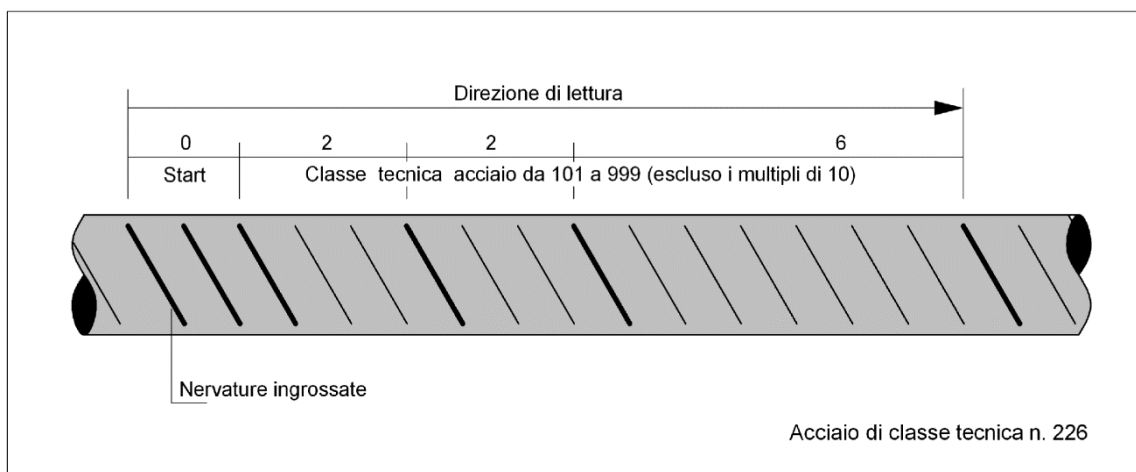 Direzione di lettura
0 2 2 6
Start Classe tecnica acciaio da 101 a 999 (escluso i multipli di 10)
Nervature ingrossate
Acciaio di classe tecnica n. 226